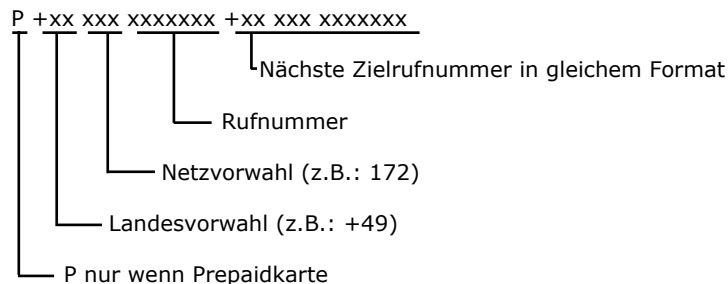 P +xx xxx xxxxxxx +xx xxx xxxxxxx
Nächste Zielrufnummer in gleichem Format
Rufnummer
Netzvorwahl (z.B.: 172)
Landesvorwahl (z.B.: +49)
P nur wenn Prepaidkarte